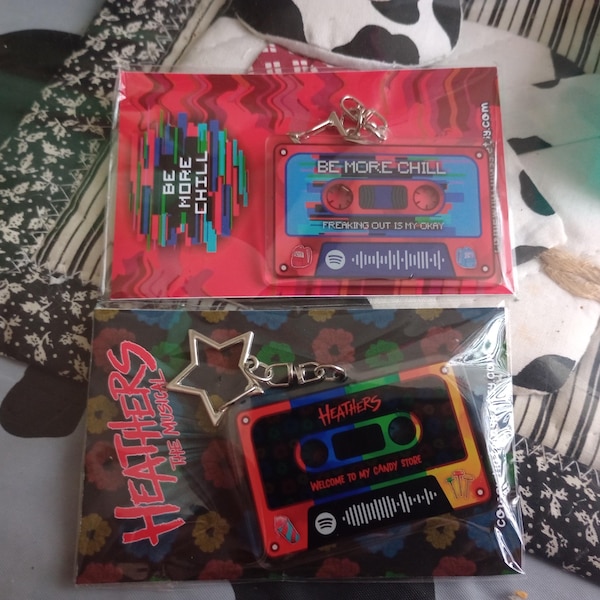 BE
MORE
CHILL
BE MORE CHILL
FREAKING OUT IS MY OKAY
HEATHERS
THE MUSICAL
HEATHERS
WELCOME TO MY CANDY STORE